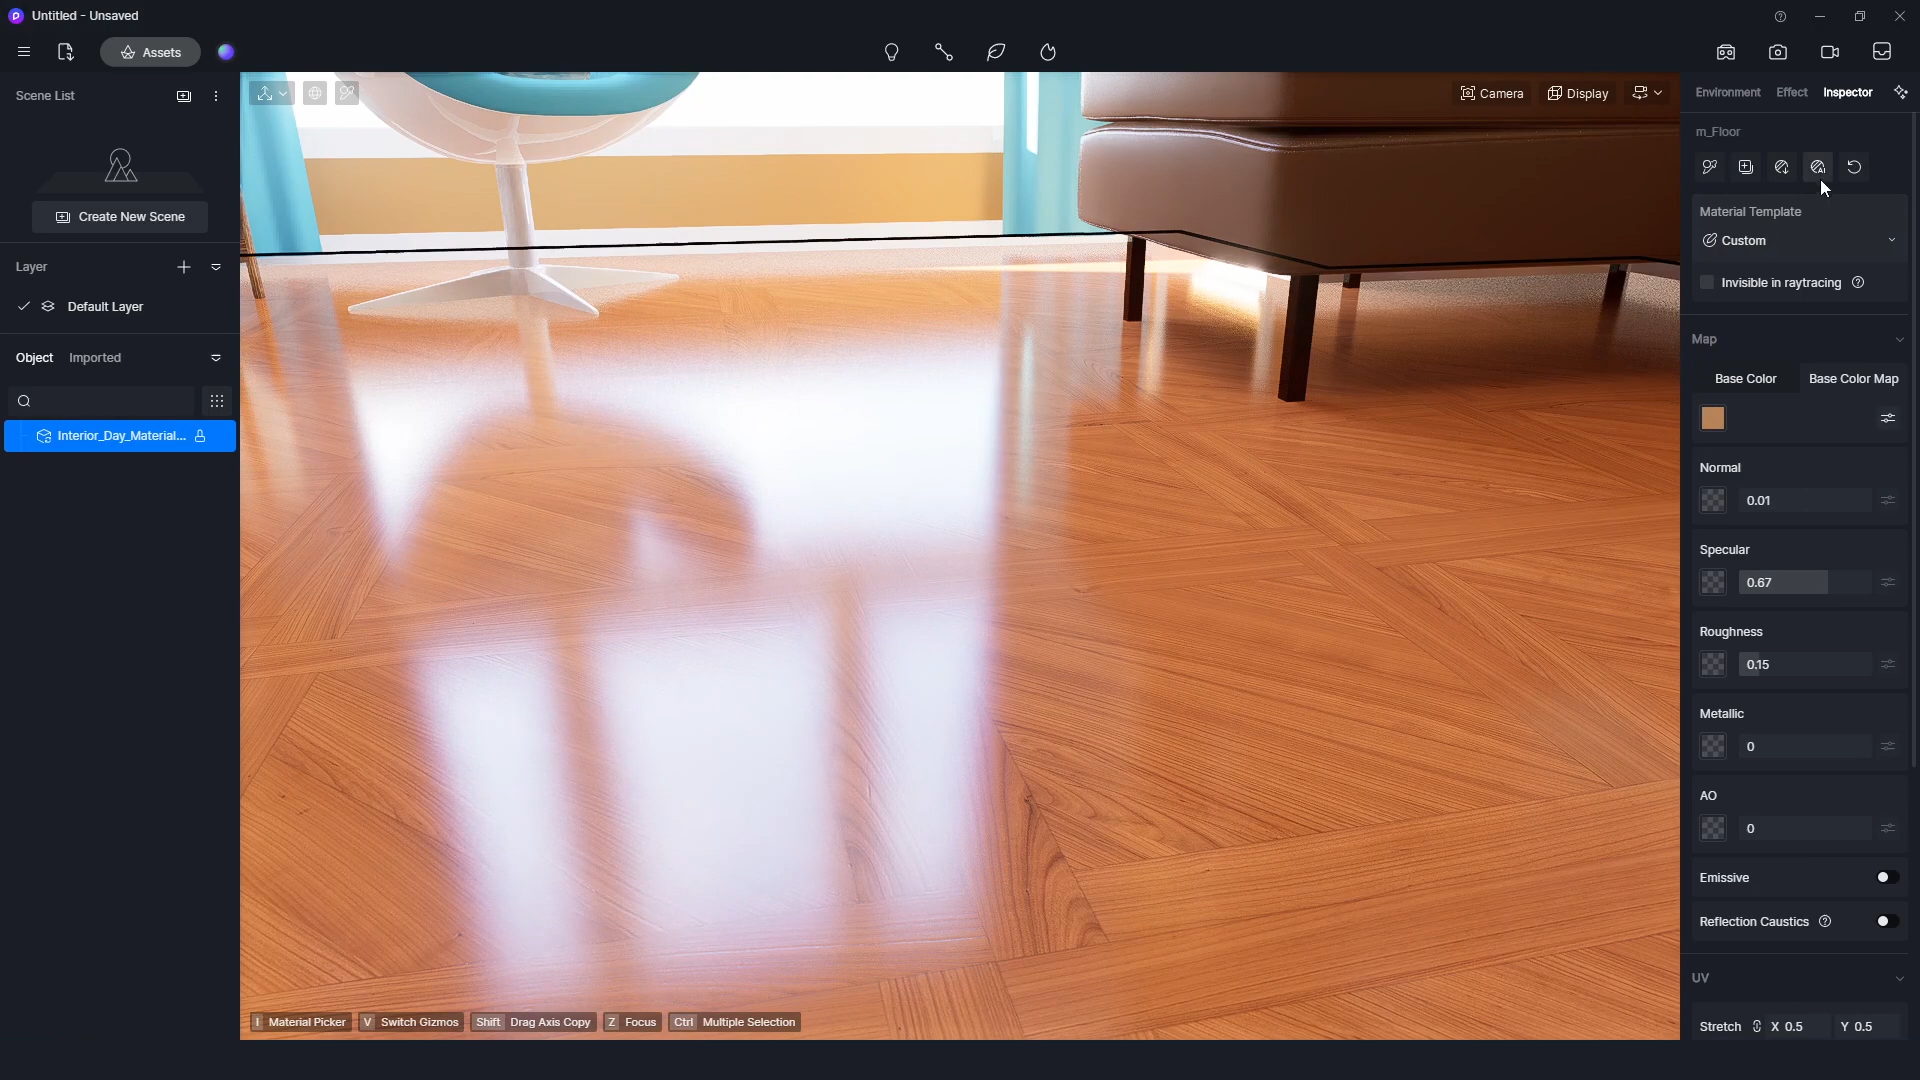 Untitled - Unsaved
Assets
Scene List
Create New Scene
Layer
Default Layer
Object Imported
Interior_Day_Material...
Camera Display
Environment Effect Inspector
m_Floor
AI
Material Template
Custom
Invisible in raytracing
Map
Base Color Base Color Map
Normal
0.01
Specular
0.67
Roughness
0.15
Metallic
0
AO
0
Emissive
Reflection Caustics
UV
Stretch X 0.5 Y 0.5
I Material Picker V Switch Gizmos Shift Drag Axis Copy Z Focus Ctrl Multiple Selection